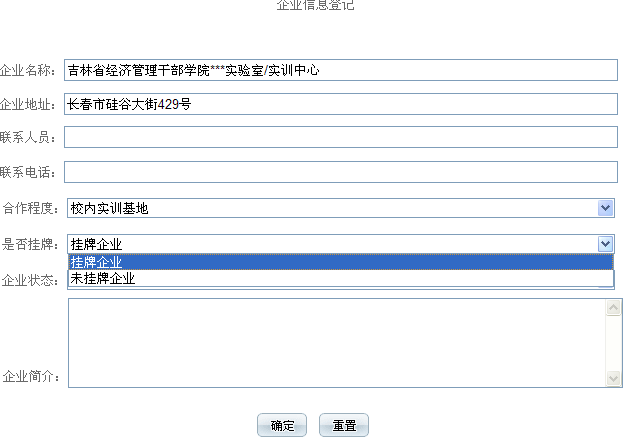 企业信息登记
企业名称： 吉林省经济管理干部学院***实验室/实训中心
企业地址： 长春市硅谷大街429号
联系人员：
联系电话：
合作程度： 校内实训基地
是否挂牌： 挂牌企业
挂牌企业
企业状态： 未挂牌企业
企业简介：
确定 重置